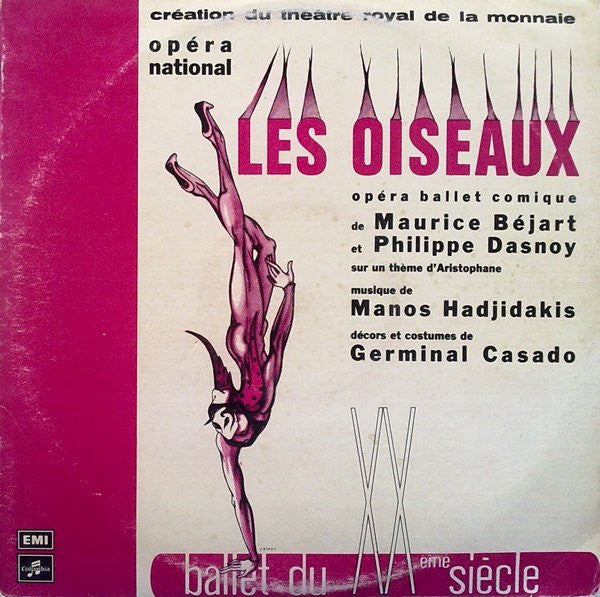 création du théâtre royal de la monnaie
opéra
national
LES OISEAUX
opéra ballet comique
de Maurice Béjart
et Philippe Dasnoy
sur un thème d'Aristophane
musique de
Manos Hadjidakis
décors et costumes de
Germinal Casado
EMI
Columbia
ballet du XXeme siècle